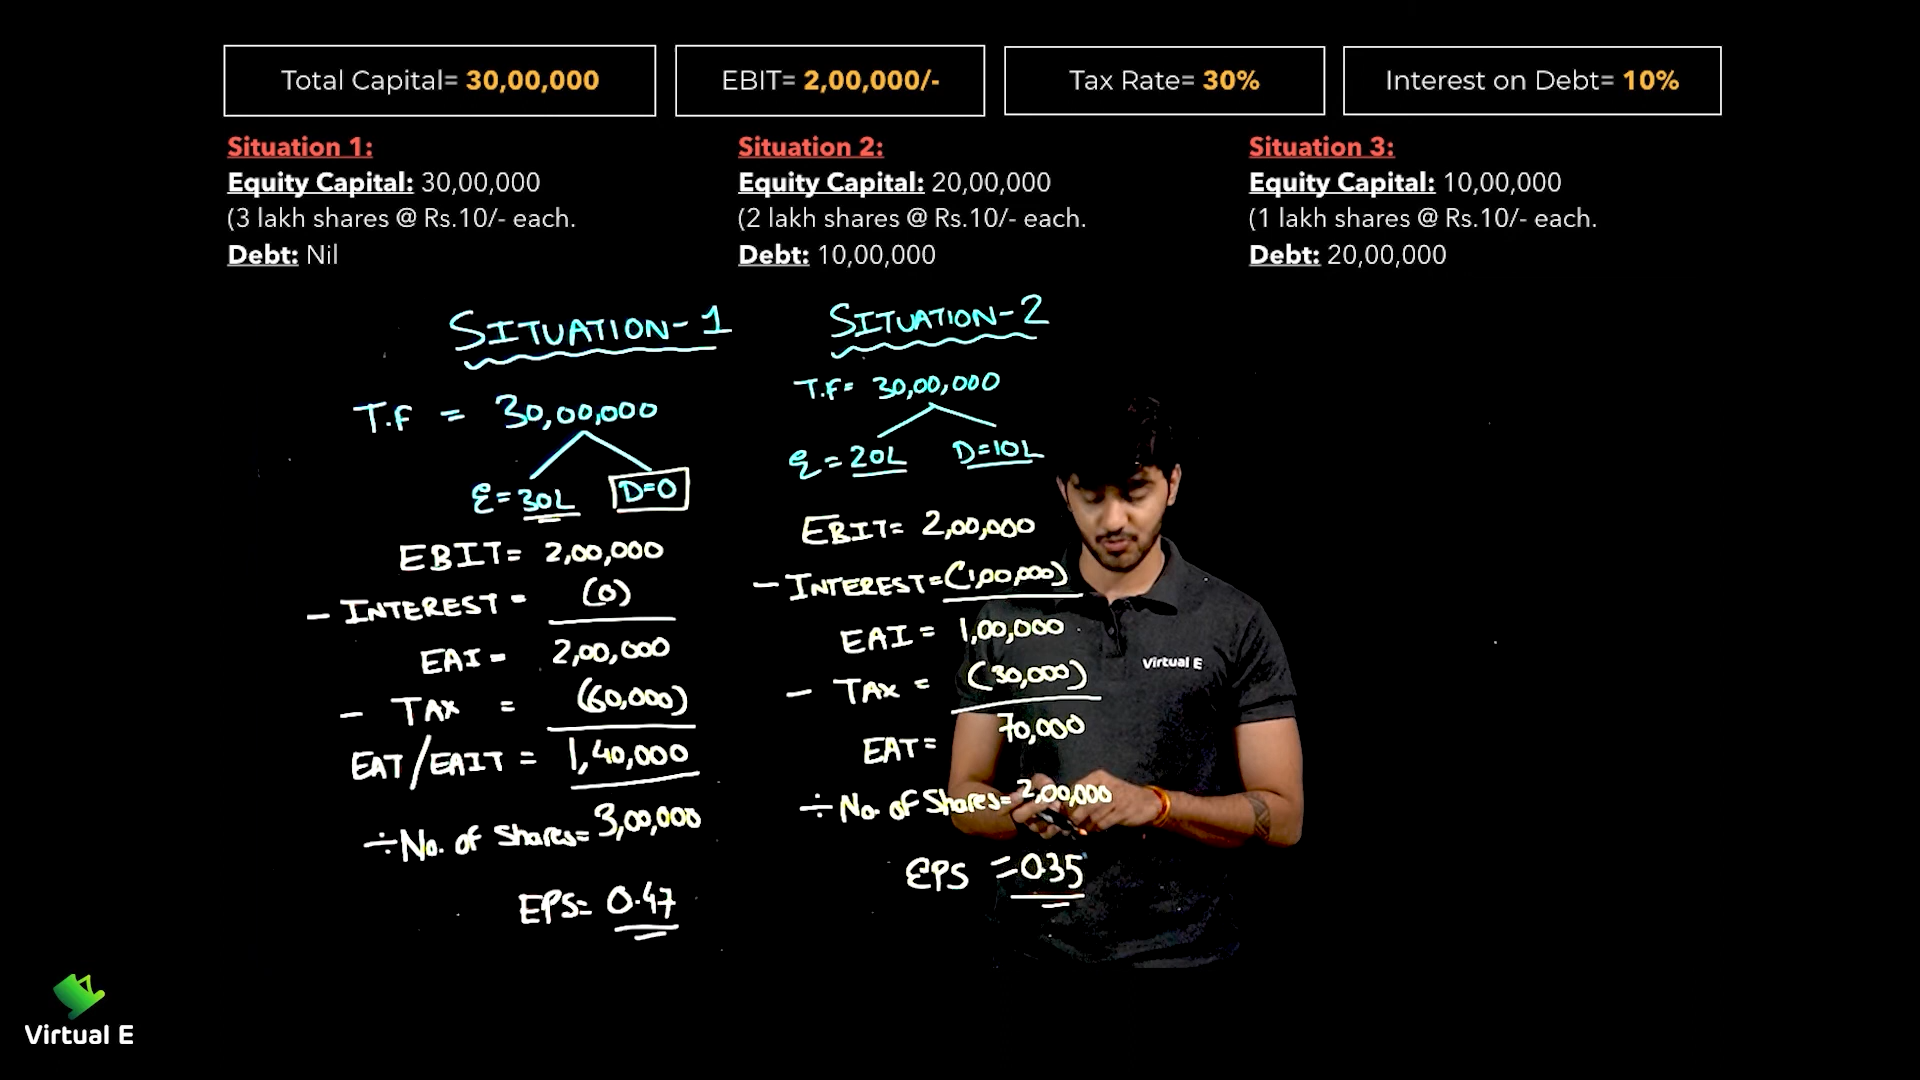 Total Capital= 30,00,000
EBIT= 2,00,000/-
Tax Rate= 30%
Interest on Debt= 10%
Situation 1:
Equity Capital: 30,00,000
(3 lakh shares @ Rs.10/- each.
Debt: Nil
Situation 2:
Equity Capital: 20,00,000
(2 lakh shares @ Rs.10/- each.
Debt: 10,00,000
Situation 3:
Equity Capital: 10,00,000
(1 lakh shares @ Rs.10/- each.
Debt: 20,00,000
SITUATION-1
T.F = 30,00,000
E=30L D=0
EBIT= 2,00,000
- INTEREST = (0)
EAI = 2,00,000
- TAX = (60,000)
EAT/EAIT = 1,40,000
÷No. of Shares= 3,00,000
EPS= 0.47
SITUATION-2
T.F= 30,00,000
E=20L D=10L
EBIT= 2,00,000
- INTEREST=(1,00,000)
EAI = 1,00,000
- TAX = (30,000)
EAT= 70,000
÷No. of Shares= 2,00,000
EPS =0.35
Virtual E
Virtual E